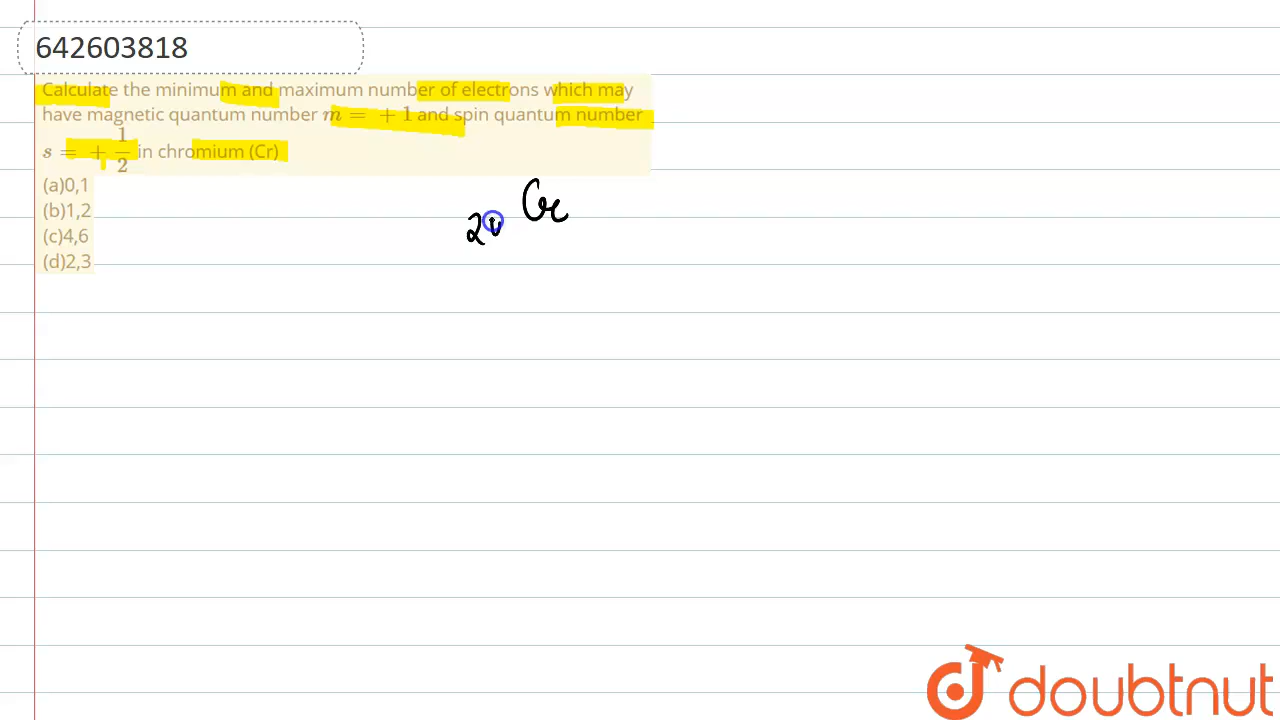 642603818
Calculate the minimum and maximum number of electrons which may
have magnetic quantum number m = +1 and spin quantum number
s = +1/2 in chromium (Cr)
(a)0,1
(b)1,2
(c)4,6
(d)2,3
Cr
doubtnut